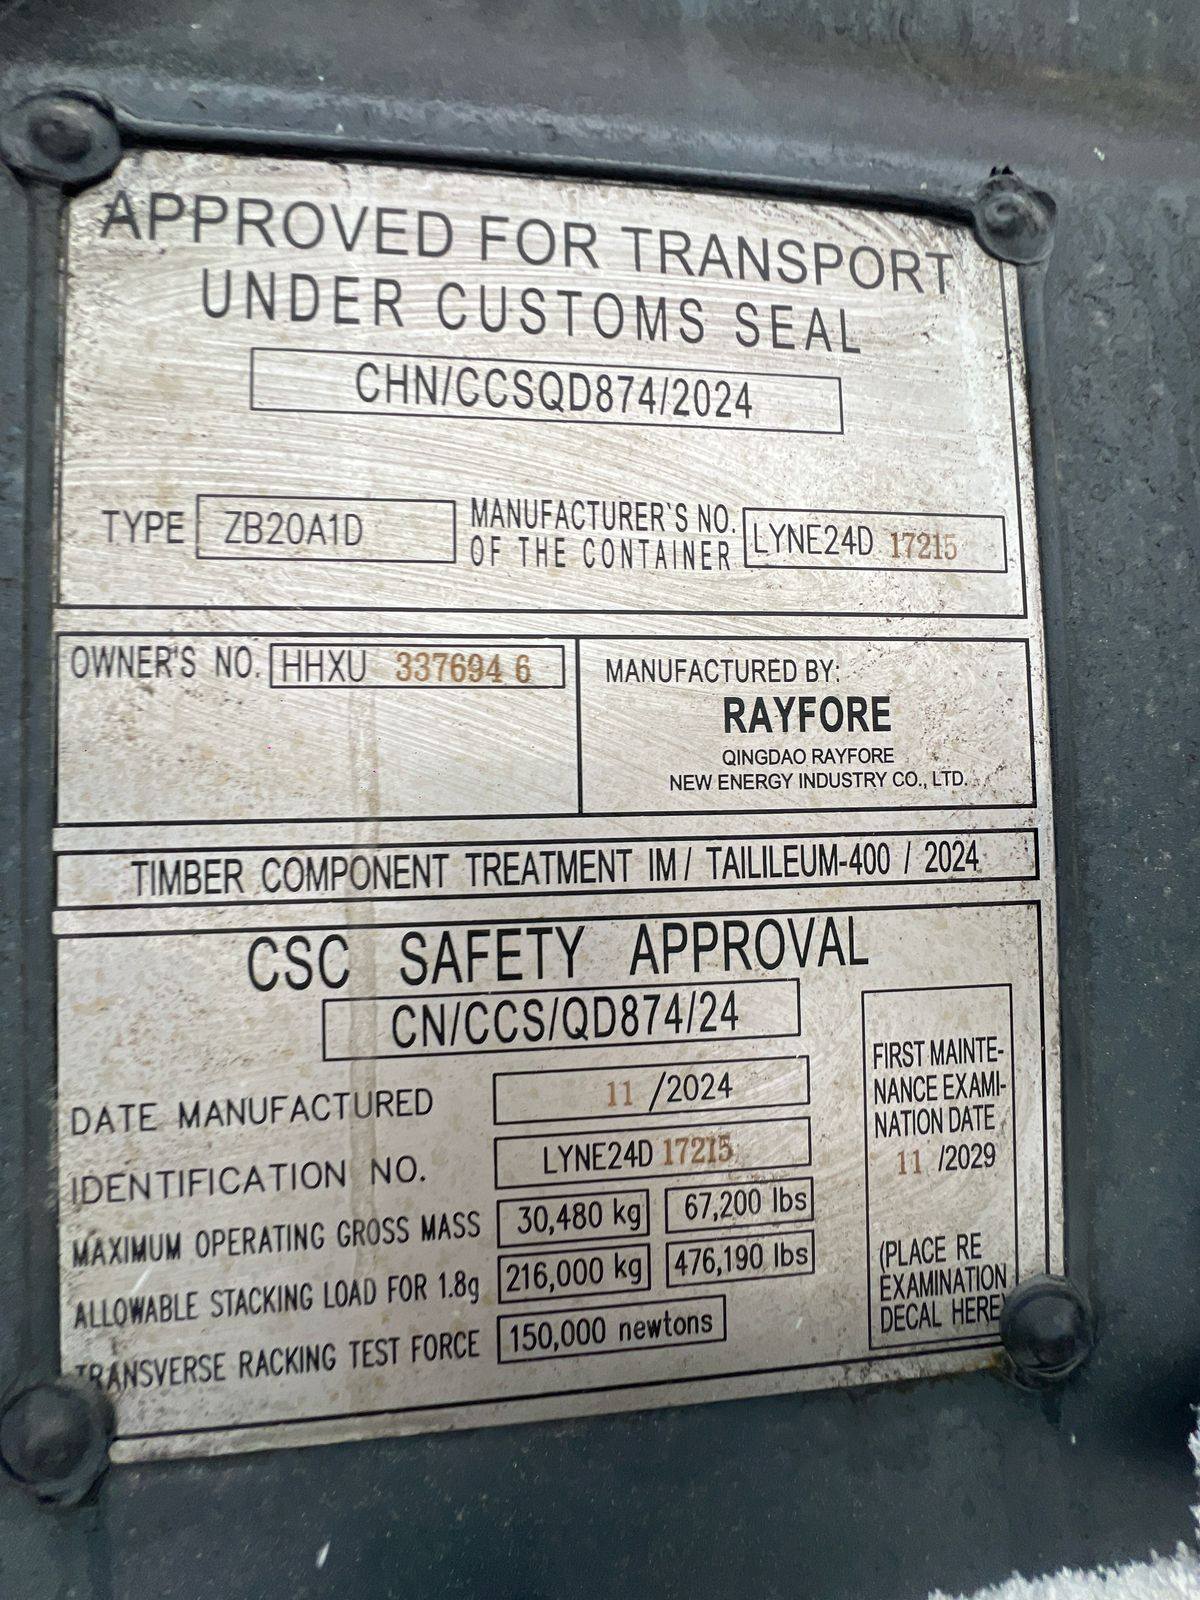 APPROVED FOR TRANSPORT
UNDER CUSTOMS SEAL
CHN/CCSQD874/2024
TYPE ZB20A1D MANUFACTURER'S NO. OF THE CONTAINER LYNE24D 17215
OWNER'S NO. HHXU 337694 6
MANUFACTURED BY:
RAYFORE
QINGDAO RAYFORE
NEW ENERGY INDUSTRY CO., LTD.
TIMBER COMPONENT TREATMENT IM / TAILILEUM-400 / 2024
CSC SAFETY APPROVAL
CN/CCS/QD874/24
DATE MANUFACTURED 11 /2024
IDENTIFICATION NO. LYNE24D 17215
MAXIMUM OPERATING GROSS MASS 30,480 kg 67,200 lbs
ALLOWABLE STACKING LOAD FOR 1.8g 216,000 kg 476,190 lbs
TRANSVERSE RACKING TEST FORCE 150,000 newtons
FIRST MAINTE-
NANCE EXAMI-
NATION DATE
11 /2029
(PLACE RE
EXAMINATION
DECAL HERE)